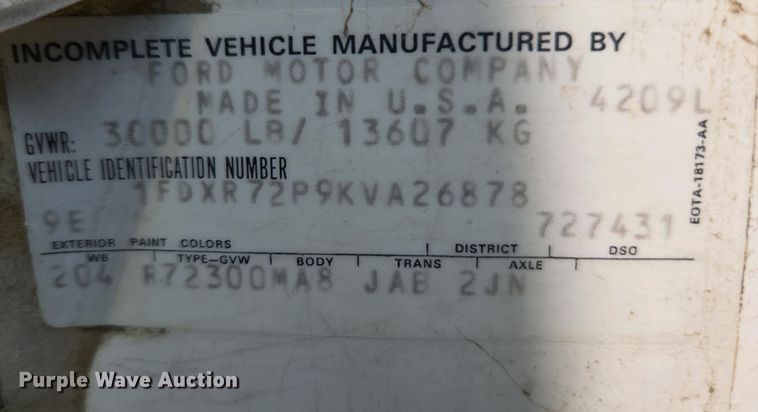 INCOMPLETE VEHICLE MANUFACTURED BY
FORD MOTOR COMPANY
MADE IN U.S.A. 4209L
GVWR: 30000 LB/ 13607 KG
VEHICLE IDENTIFICATION NUMBER
1FDXR72P9KVA26878
9E 727431
EXTERIOR PAINT COLORS DISTRICT DSO
WB TYPE-GVW BODY TRANS AXLE
204 R72300MA8 JAB 2JN
EOTA-18173-AA
Purple Wave Auction